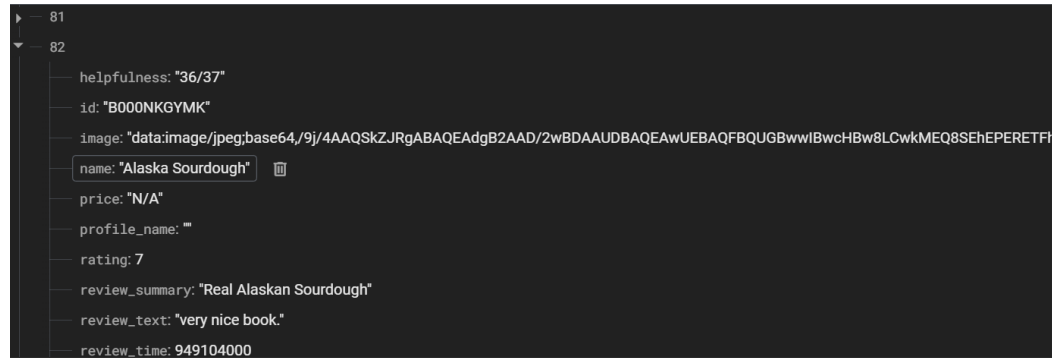 81
82
helpfulness: "36/37"
id: "B000NKGYMK"
image: "data:image/jpeg;base64,/9j/4AAQSkZJRgABAQEAdgB2AAD/2wBDAAUDBAQEAwUEBAQFBQUGBwwIBwcHBw8LCwkMEQ8SEhEPERETFh
name: "Alaska Sourdough"
price: "N/A"
profile_name: ""
rating: 7
review_summary: "Real Alaskan Sourdough"
review_text: "very nice book."
review_time: 949104000